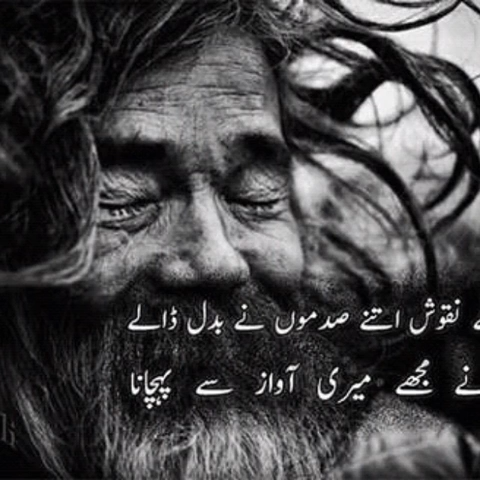 نقوش اتنے صدموں نے بدل ڈالے
نے مجھے میری آواز سے پہچانا